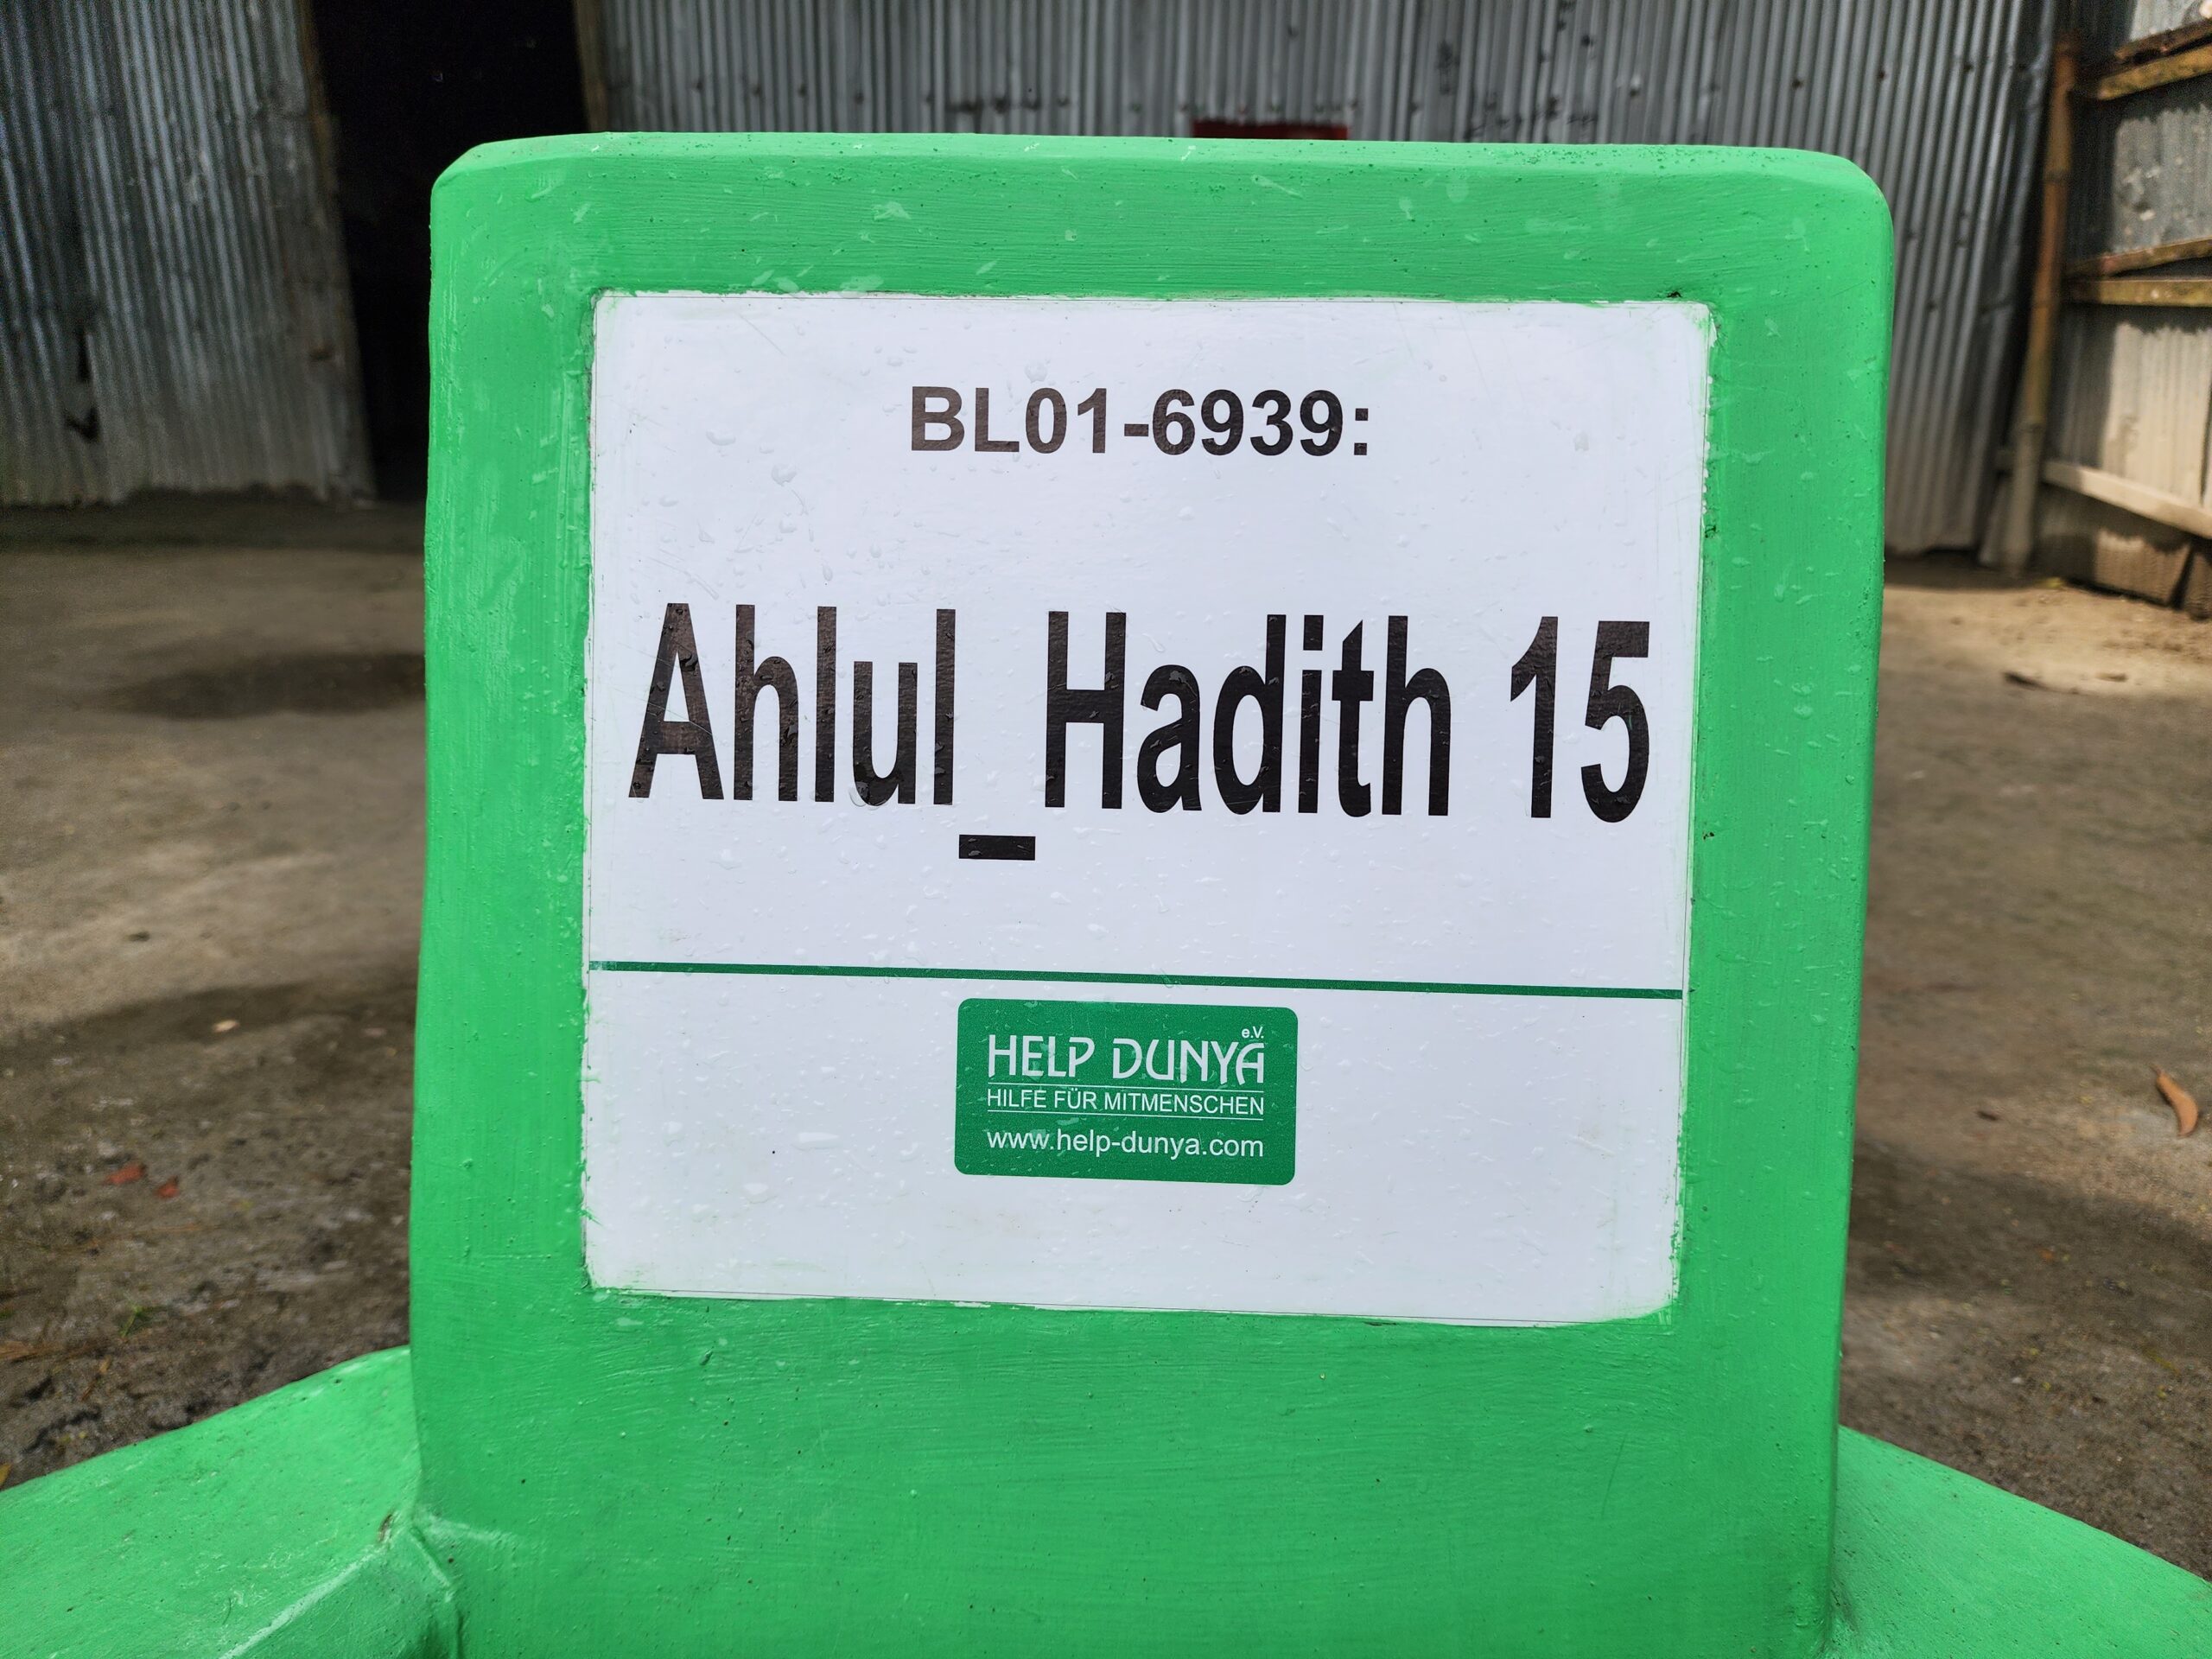 BL01-6939:
Ahlul_Hadith 15
e.V.
HELP DUNYA
HILFE FÜR MITMENSCHEN
www.help-dunya.com